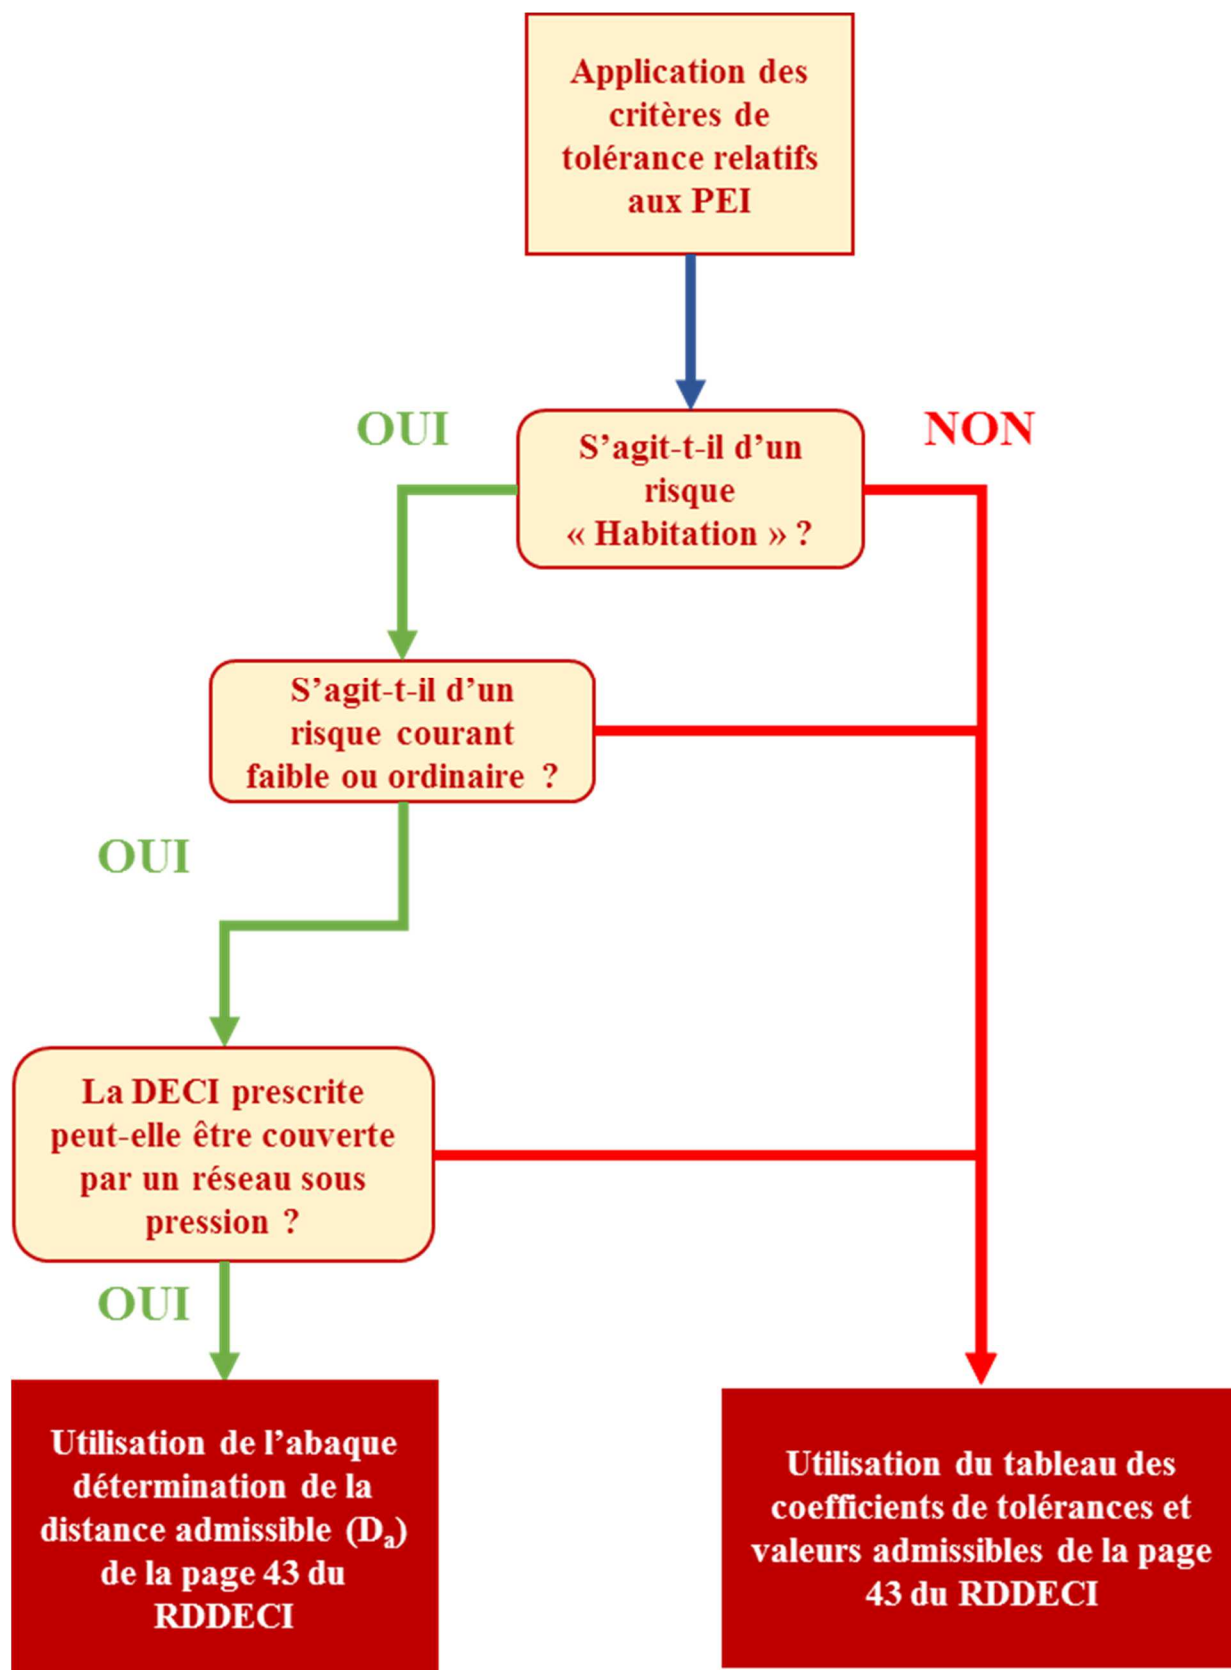 Application des
critères de
tolérance relatifs
aux PEI
OUI
NON
S’agit-t-il d’un
risque
« Habitation » ?
S’agit-t-il d’un
risque courant
faible ou ordinaire ?
OUI
La DECI prescrite
peut-elle être couverte
par un réseau sous
pression ?
OUI
Utilisation de l’abaque
détermination de la
distance admissible (Da)
de la page 43 du
RDDECI
Utilisation du tableau des
coefficients de tolérances et
valeurs admissibles de la page
43 du RDDECI